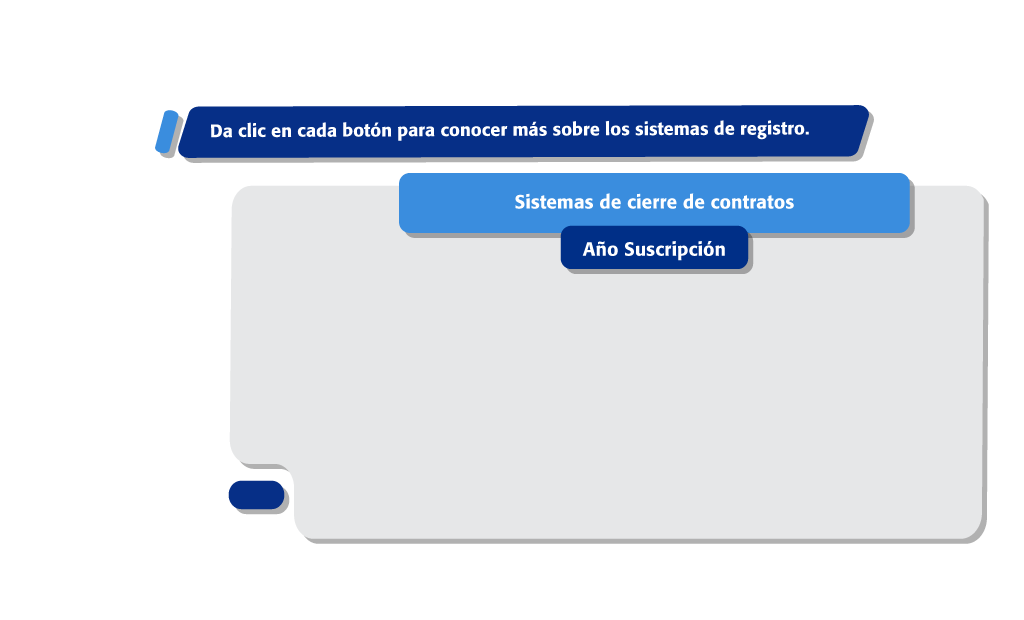 Da clic en cada botón para conocer más sobre los sistemas de registro.
Sistemas de cierre de contratos
Año Suscripción